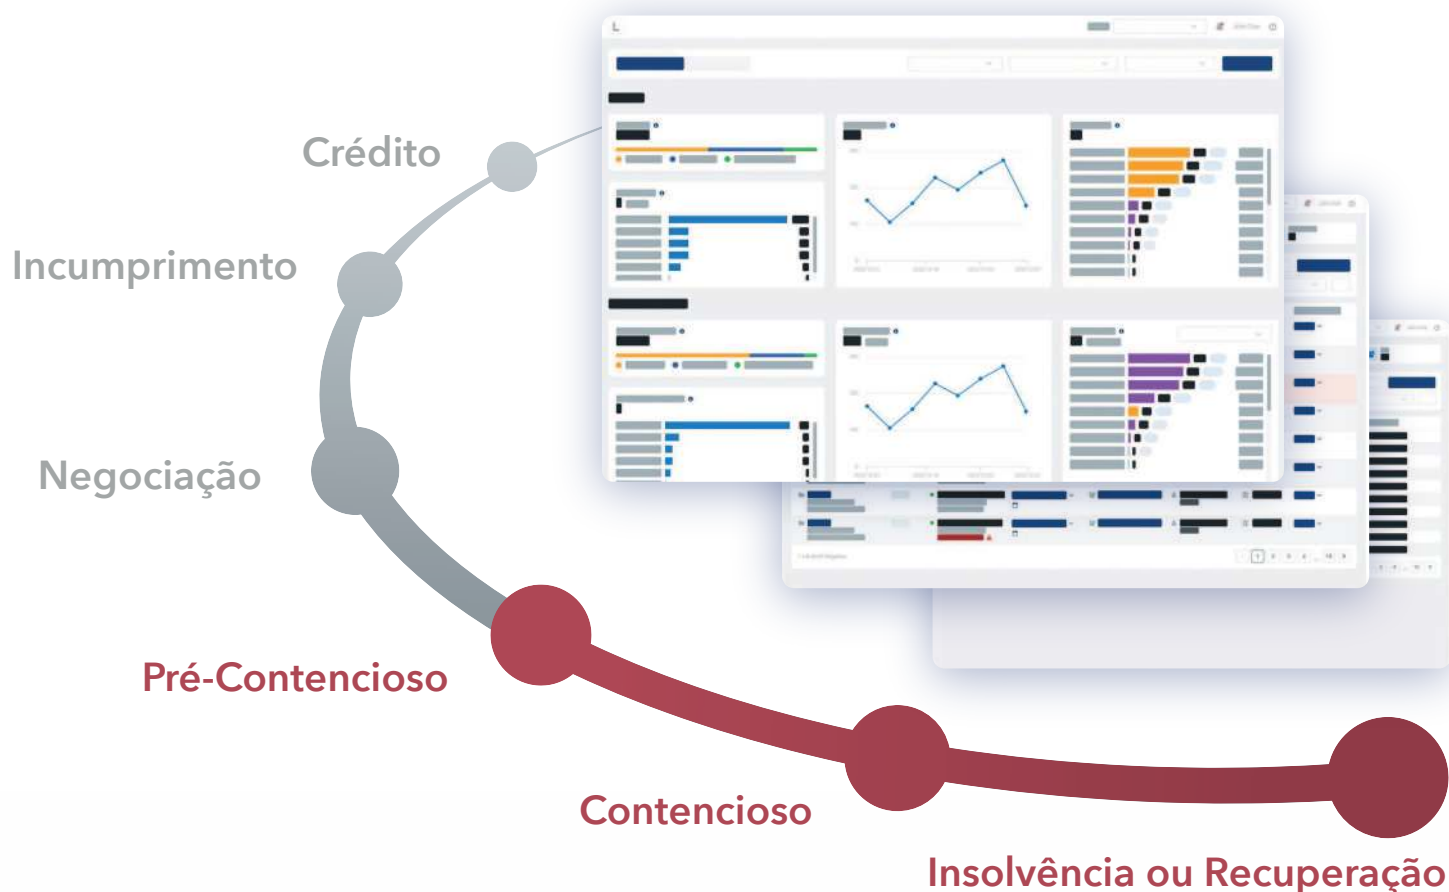 L
Crédito
Incumprimento
Negociação
Pré-Contencioso
Contencioso
Insolvência ou Recuperação